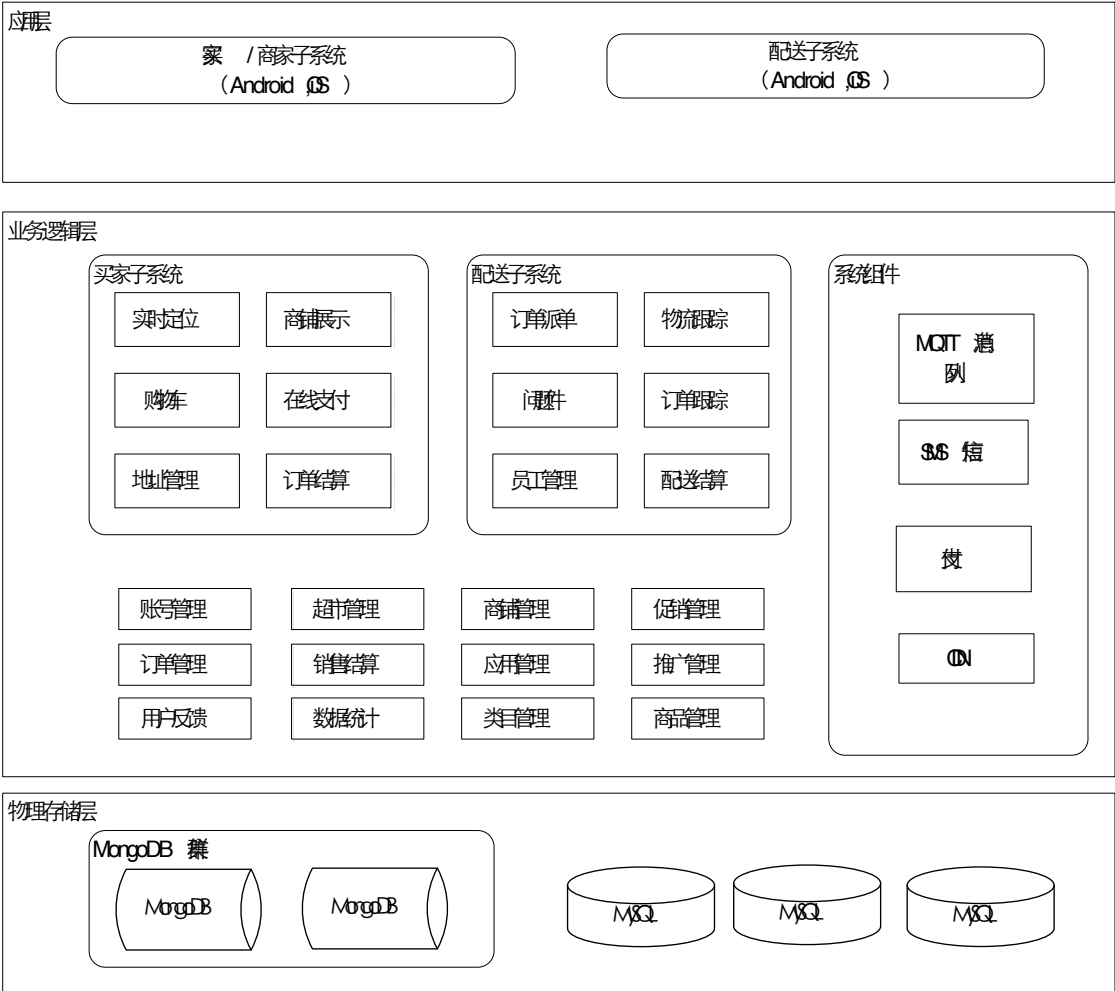 应用层
/商家子系统
(Android ,iOS )
配送子系统
(Android ,iOS )
业务逻辑层
买家子系统
实时定位
商铺展示
购物车
在线支付
地址管理
订单结算
配送子系统
订单派单
物流跟踪
问题件
订单跟踪
员工管理
配送结算
系统组件
MQTT
SMS
CDN
账号管理
超市管理
商铺管理
促销管理
订单管理
销售结算
应用管理
推广管理
用户反馈
数据统计
类目管理
商品管理
物理存储层
MongoDB
MongoDB
MongoDB
MySQL
MySQL
MySQL